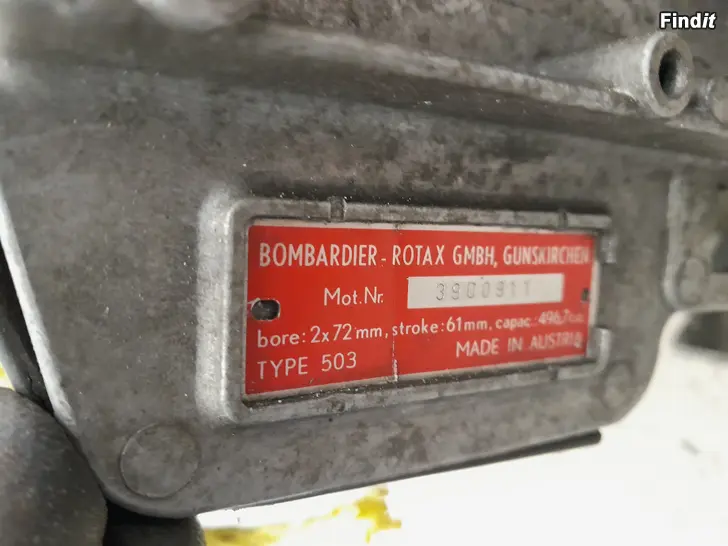 Findit
BOMBARDIER-ROTAX GMBH, GUNSKIRCHEN
Mot.Nr. 3900911
bore: 2x72mm, stroke: 61mm, capac.: 496,7 c.c.
TYPE 503 MADE IN AUSTRIA